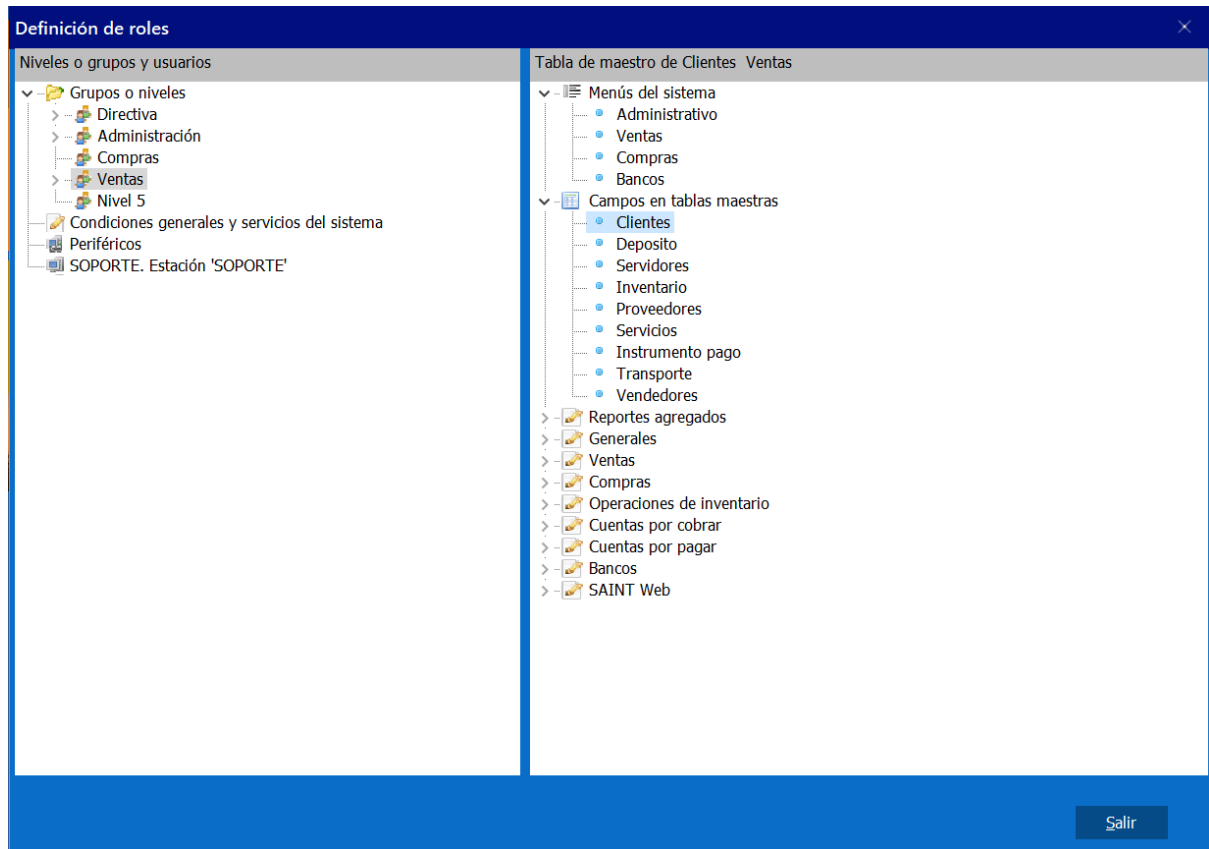 Definición de roles
Niveles o grupos y usuarios
Grupos o niveles
Directiva
Administración
Compras
Ventas
Nivel 5
Condiciones generales y servicios del sistema
Periféricos
SOPORTE. Estación 'SOPORTE'
Tabla de maestro de Clientes  Ventas
Menús del sistema
Administrativo
Ventas
Compras
Bancos
Campos en tablas maestras
Clientes
Deposito
Servidores
Inventario
Proveedores
Servicios
Instrumento pago
Transporte
Vendedores
Reportes agregados
Generales
Ventas
Compras
Operaciones de inventario
Cuentas por cobrar
Cuentas por pagar
Bancos
SAINT Web
Salir